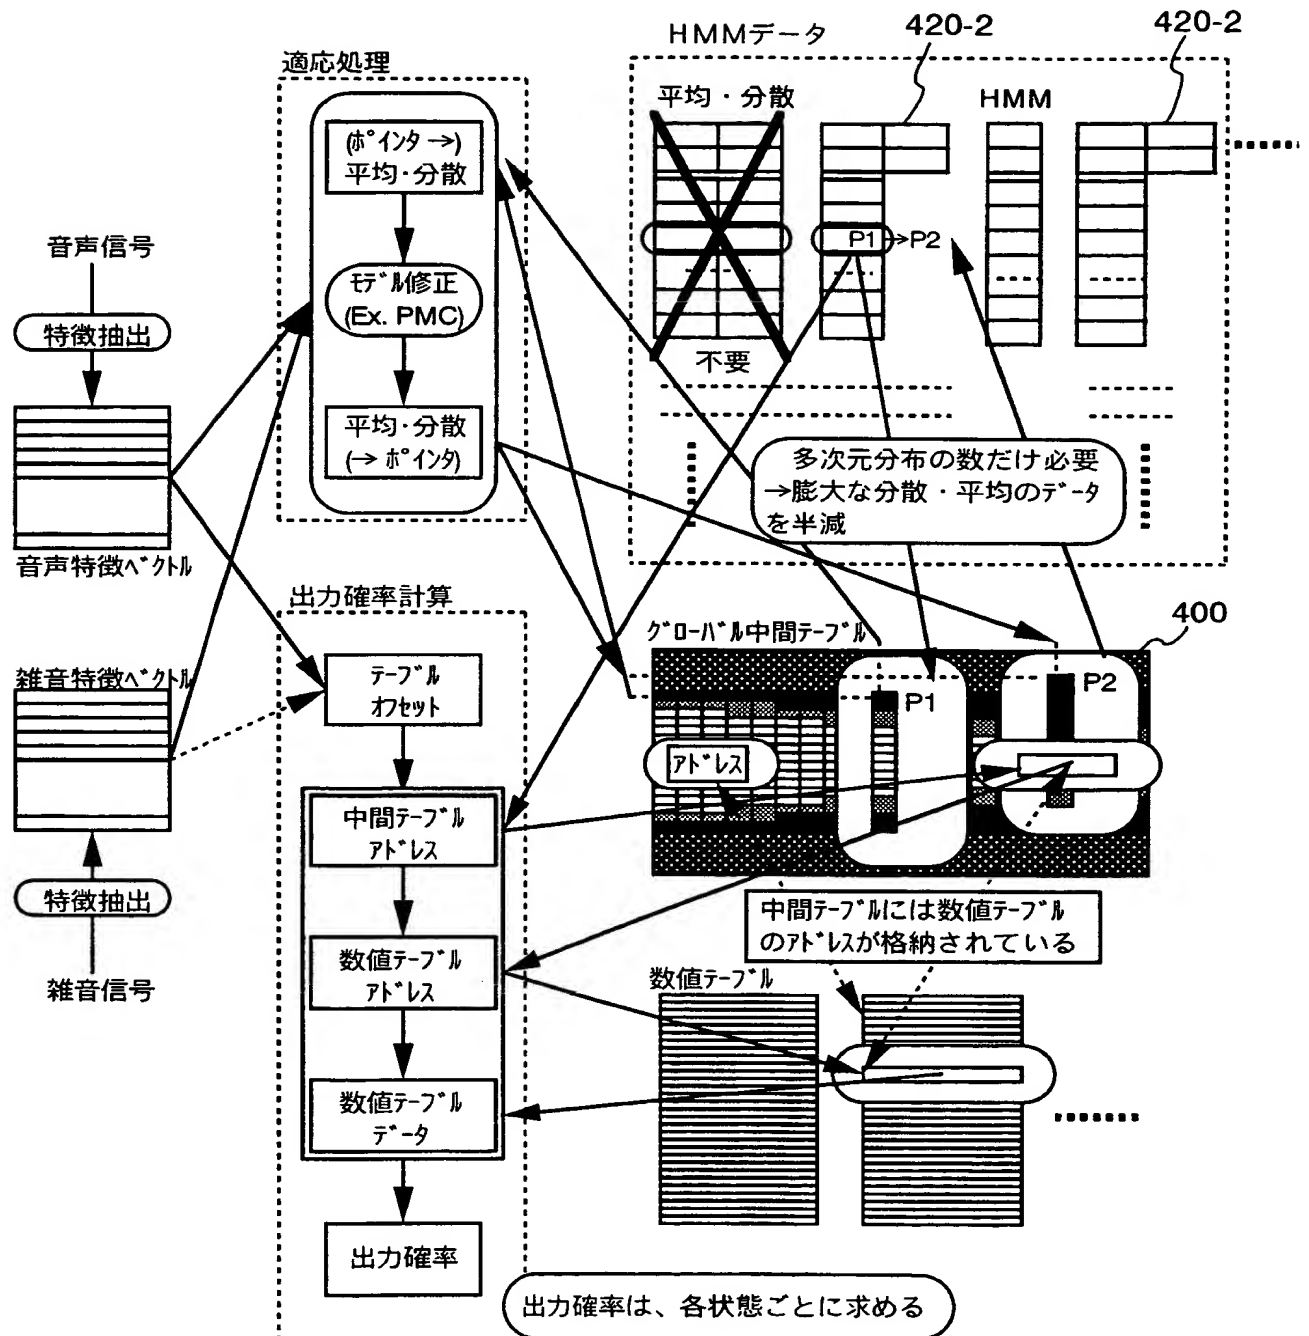 HMMデータ
420-2
420-2
適応処理
平均・分散
HMM
(ﾎﾟｲﾝﾀ →)
平均・分散
音声信号
P1→P2
ﾓﾃﾞﾙ修正
(Ex. PMC)
特徴抽出
不要
平均・分散
(→ ﾎﾟｲﾝﾀ)
多次元分布の数だけ必要
→膨大な分散・平均のデータ
を半減
音声特徴ﾍﾞｸﾄﾙ
出力確率計算
ｸﾞﾛｰﾊﾞﾙ中間ﾃｰﾌﾞﾙ
400
雑音特徴ﾍﾞｸﾄﾙ
ﾃｰﾌﾞﾙ
ｵﾌｾｯﾄ
P1
P2
ｱﾄﾞﾚｽ
中間ﾃｰﾌﾞﾙ
ｱﾄﾞﾚｽ
特徴抽出
中間ﾃｰﾌﾞﾙには数値ﾃｰﾌﾞﾙ
のｱﾄﾞﾚｽが格納されている
数値ﾃｰﾌﾞﾙ
ｱﾄﾞﾚｽ
雑音信号
数値ﾃｰﾌﾞﾙ
数値ﾃｰﾌﾞﾙ
ﾃﾞｰﾀ
出力確率
出力確率は、各状態ごとに求める